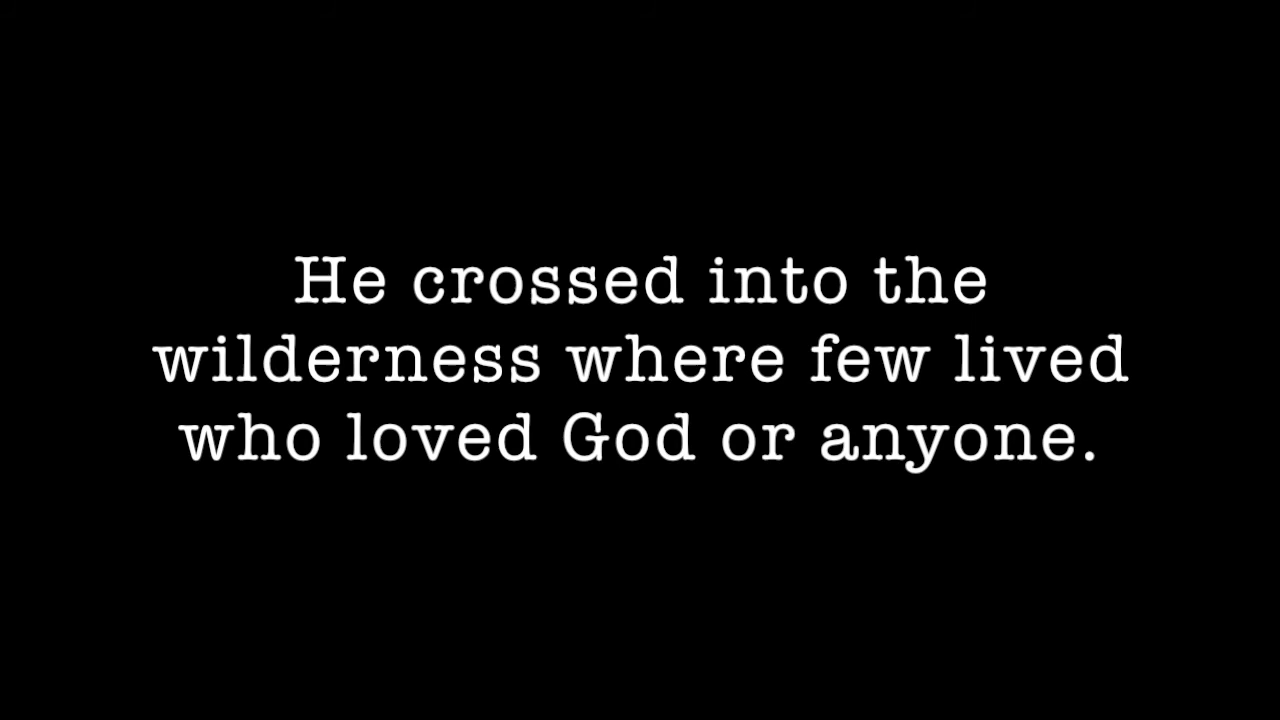 He crossed into the
wilderness where few lived
who loved God or anyone.